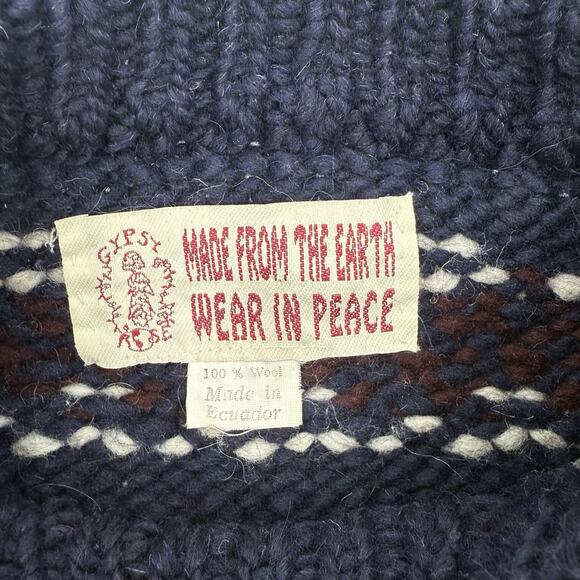 GYPSY
MADE FROM THE EARTH
WEAR IN PEACE
100 % Wool
Made in
Ecuador